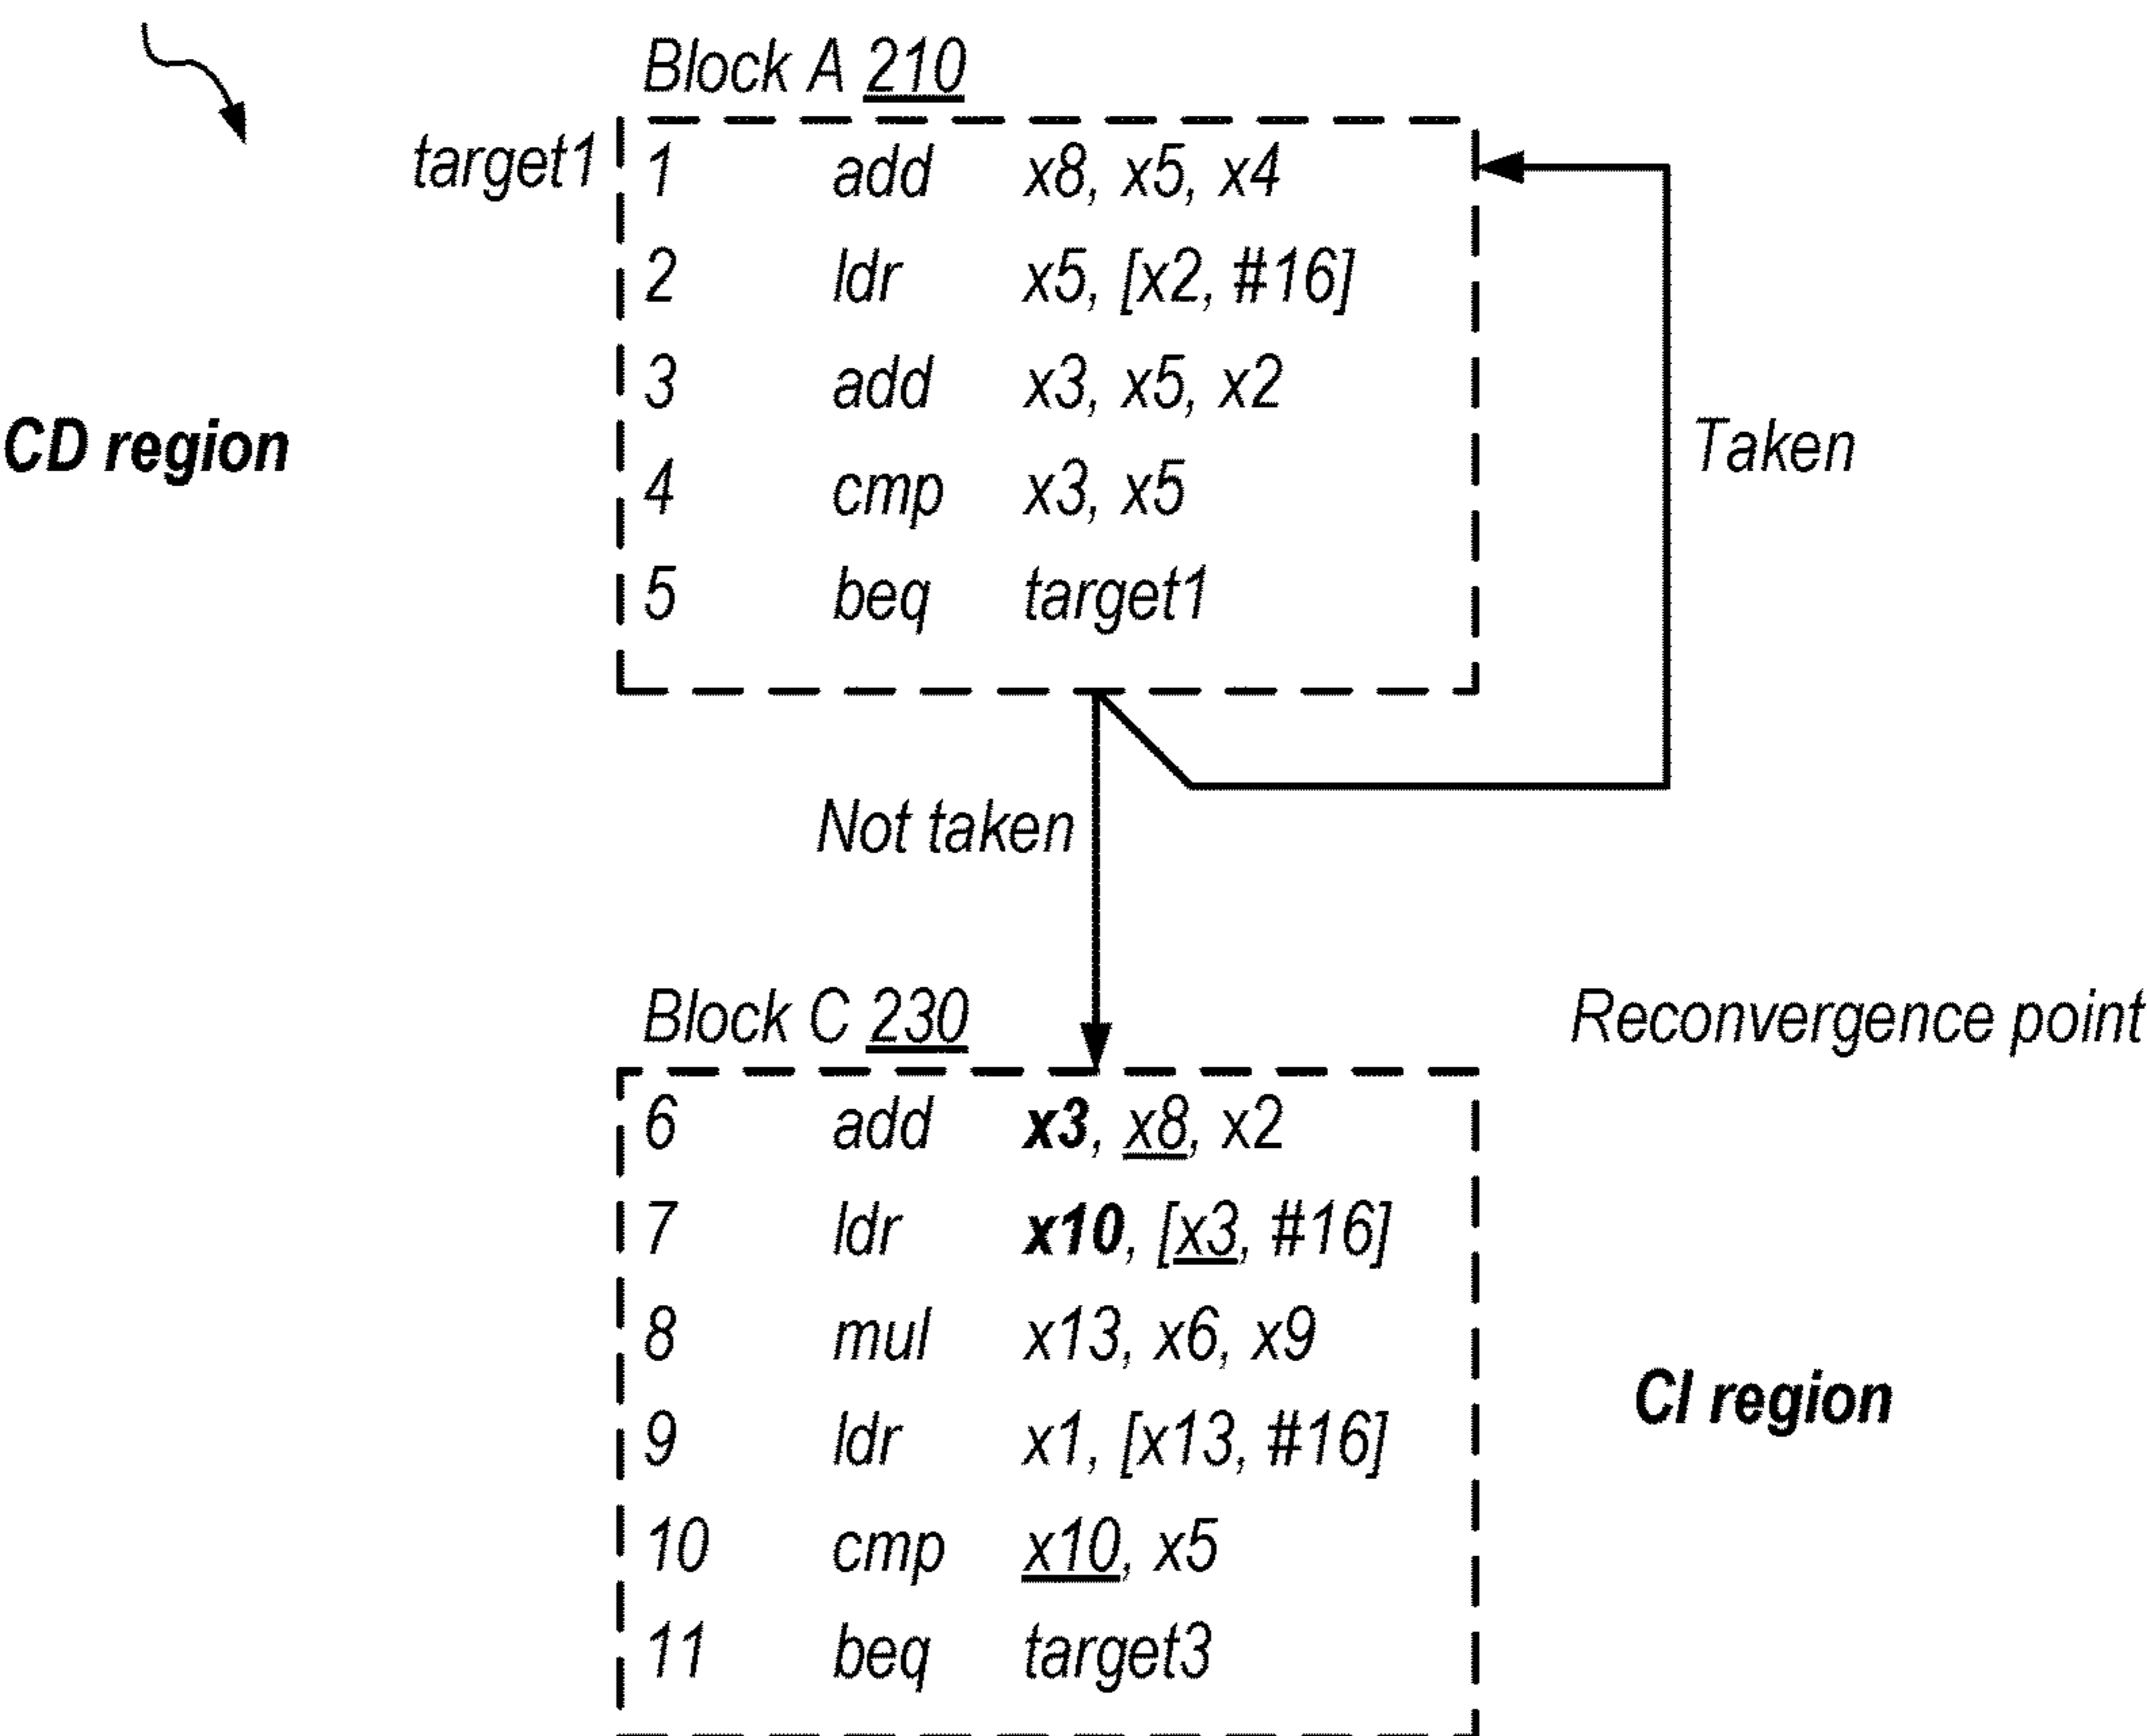 Block A 210
target1 1 add x8, x5, x4
2 ldr x5, [x2, #16]
3 add x3, x5, x2
CD region
4 cmp x3, x5
Taken
5 beq target1
Not taken
Block C 230
Reconvergence point
6 add x3, x8, x2
7 ldr x10, [x3, #16]
8 mul x13, x6, x9
CI region
9 ldr x1, [x13, #16]
10 cmp x10, x5
11 beq target3